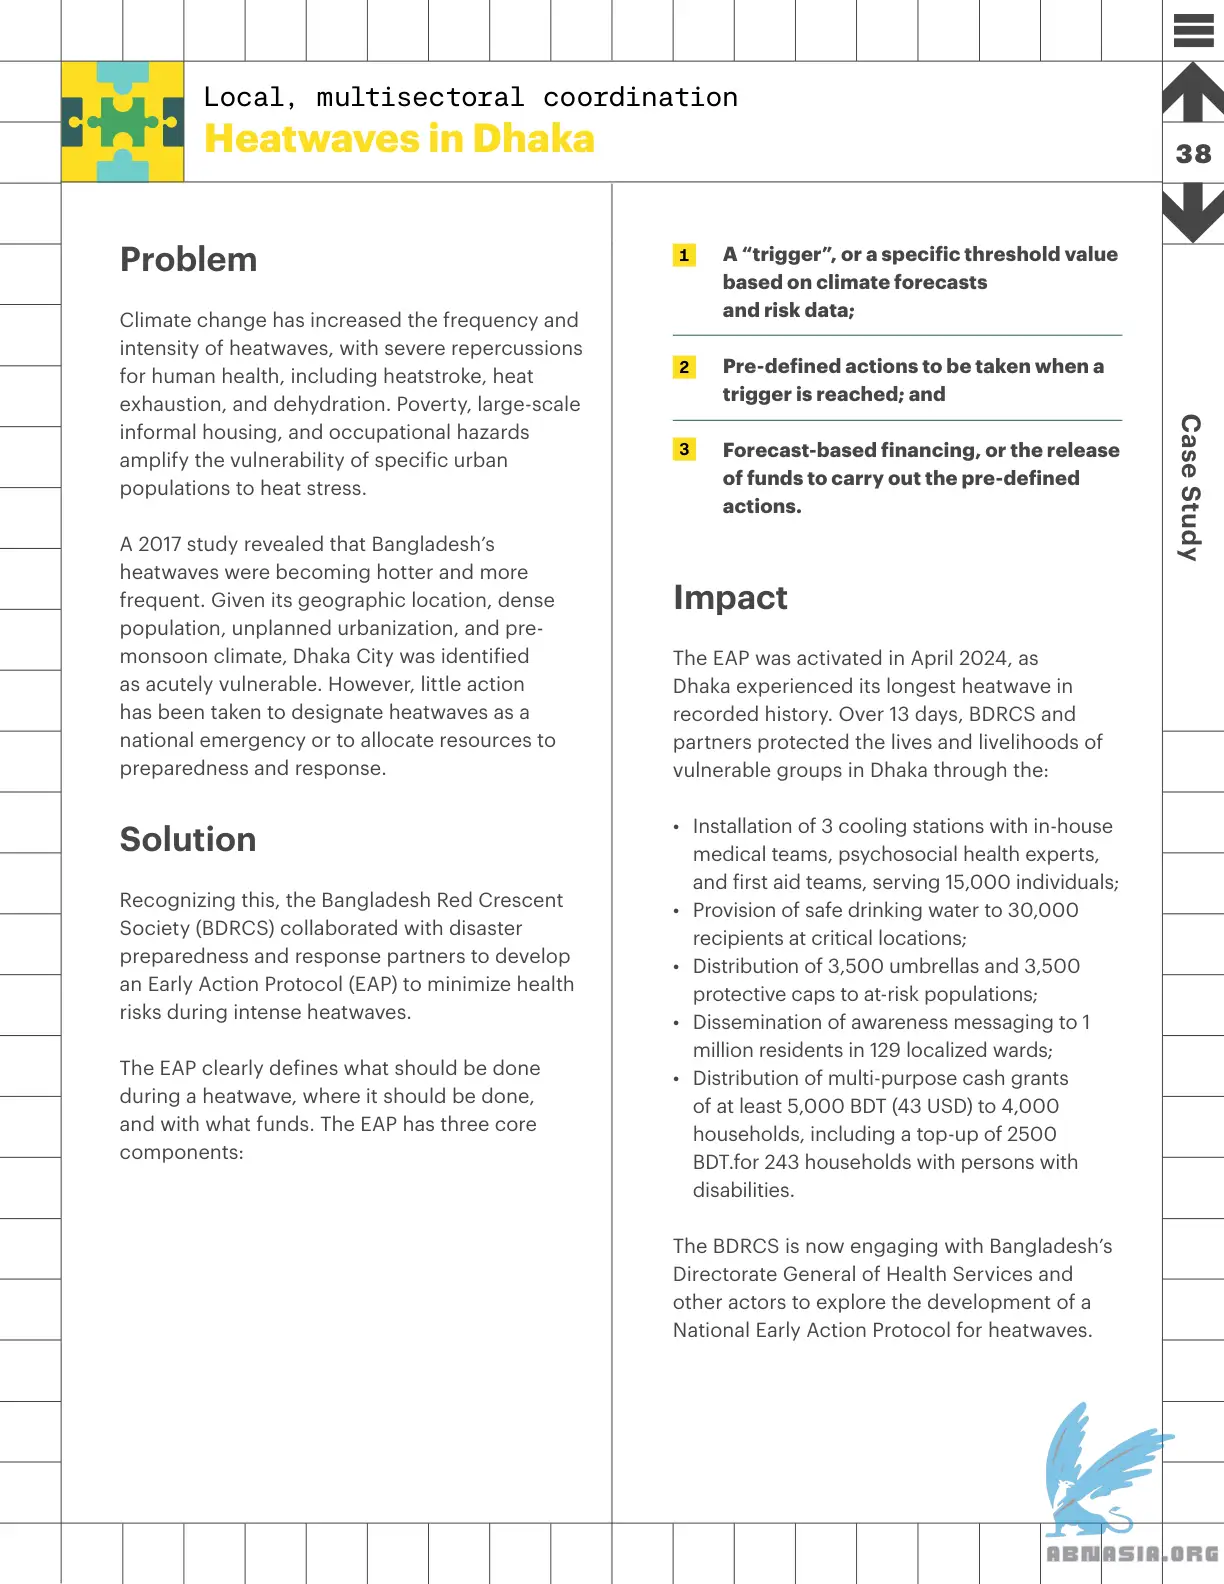 Local, multisectoral coordination
Heatwaves in Dhaka
38
Case Study
Problem
Climate change has increased the frequency and
intensity of heatwaves, with severe repercussions
for human health, including heatstroke, heat
exhaustion, and dehydration. Poverty, large-scale
informal housing, and occupational hazards
amplify the vulnerability of specific urban
populations to heat stress.
A 2017 study revealed that Bangladesh’s
heatwaves were becoming hotter and more
frequent. Given its geographic location, dense
population, unplanned urbanization, and pre-
monsoon climate, Dhaka City was identified
as acutely vulnerable. However, little action
has been taken to designate heatwaves as a
national emergency or to allocate resources to
preparedness and response.
Solution
Recognizing this, the Bangladesh Red Crescent
Society (BDRCS) collaborated with disaster
preparedness and response partners to develop
an Early Action Protocol (EAP) to minimize health
risks during intense heatwaves.
The EAP clearly defines what should be done
during a heatwave, where it should be done,
and with what funds. The EAP has three core
components:
1 A “trigger”, or a specific threshold value
based on climate forecasts
and risk data;
2 Pre-defined actions to be taken when a
trigger is reached; and
3 Forecast-based financing, or the release
of funds to carry out the pre-defined
actions.
Impact
The EAP was activated in April 2024, as
Dhaka experienced its longest heatwave in
recorded history. Over 13 days, BDRCS and
partners protected the lives and livelihoods of
vulnerable groups in Dhaka through the:
• Installation of 3 cooling stations with in-house
medical teams, psychosocial health experts,
and first aid teams, serving 15,000 individuals;
• Provision of safe drinking water to 30,000
recipients at critical locations;
• Distribution of 3,500 umbrellas and 3,500
protective caps to at-risk populations;
• Dissemination of awareness messaging to 1
million residents in 129 localized wards;
• Distribution of multi-purpose cash grants
of at least 5,000 BDT (43 USD) to 4,000
households, including a top-up of 2500
BDT.for 243 households with persons with
disabilities.
The BDRCS is now engaging with Bangladesh’s
Directorate General of Health Services and
other actors to explore the development of a
National Early Action Protocol for heatwaves.
ABNASIA.ORG